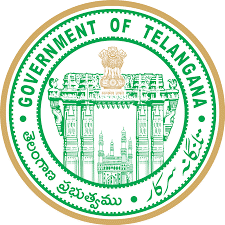 GOVERNMENT OF TELANGANA
తెలంగాణ ప్రభుత్వము
تلنگانہ سرکار